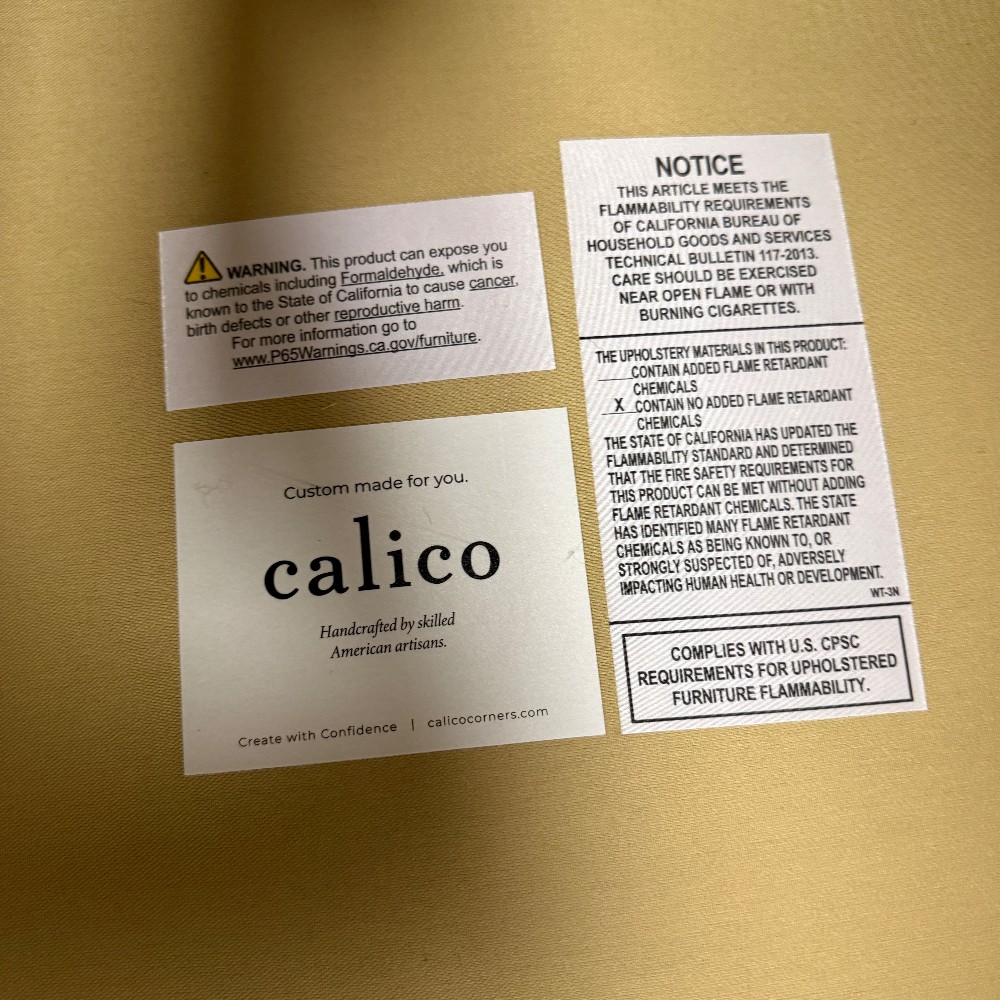 WARNING. This product can expose you
to chemicals including Formaldehyde, which is
known to the State of California to cause cancer,
birth defects or other reproductive harm.
For more information go to
www.P65Warnings.ca.gov/furniture.
Custom made for you.
calico
Handcrafted by skilled
American artisans.
Create with Confidence | calicocorners.com
NOTICE
THIS ARTICLE MEETS THE
FLAMMABILITY REQUIREMENTS
OF CALIFORNIA BUREAU OF
HOUSEHOLD GOODS AND SERVICES
TECHNICAL BULLETIN 117-2013.
CARE SHOULD BE EXERCISED
NEAR OPEN FLAME OR WITH
BURNING CIGARETTES.
THE UPHOLSTERY MATERIALS IN THIS PRODUCT:
____CONTAIN ADDED FLAME RETARDANT
CHEMICALS
_X_CONTAIN NO ADDED FLAME RETARDANT
CHEMICALS
THE STATE OF CALIFORNIA HAS UPDATED THE
FLAMMABILITY STANDARD AND DETERMINED
THAT THE FIRE SAFETY REQUIREMENTS FOR
THIS PRODUCT CAN BE MET WITHOUT ADDING
FLAME RETARDANT CHEMICALS. THE STATE
HAS IDENTIFIED MANY FLAME RETARDANT
CHEMICALS AS BEING KNOWN TO, OR
STRONGLY SUSPECTED OF, ADVERSELY
IMPACTING HUMAN HEALTH OR DEVELOPMENT.
WT-3N
COMPLIES WITH U.S. CPSC
REQUIREMENTS FOR UPHOLSTERED
FURNITURE FLAMMABILITY.